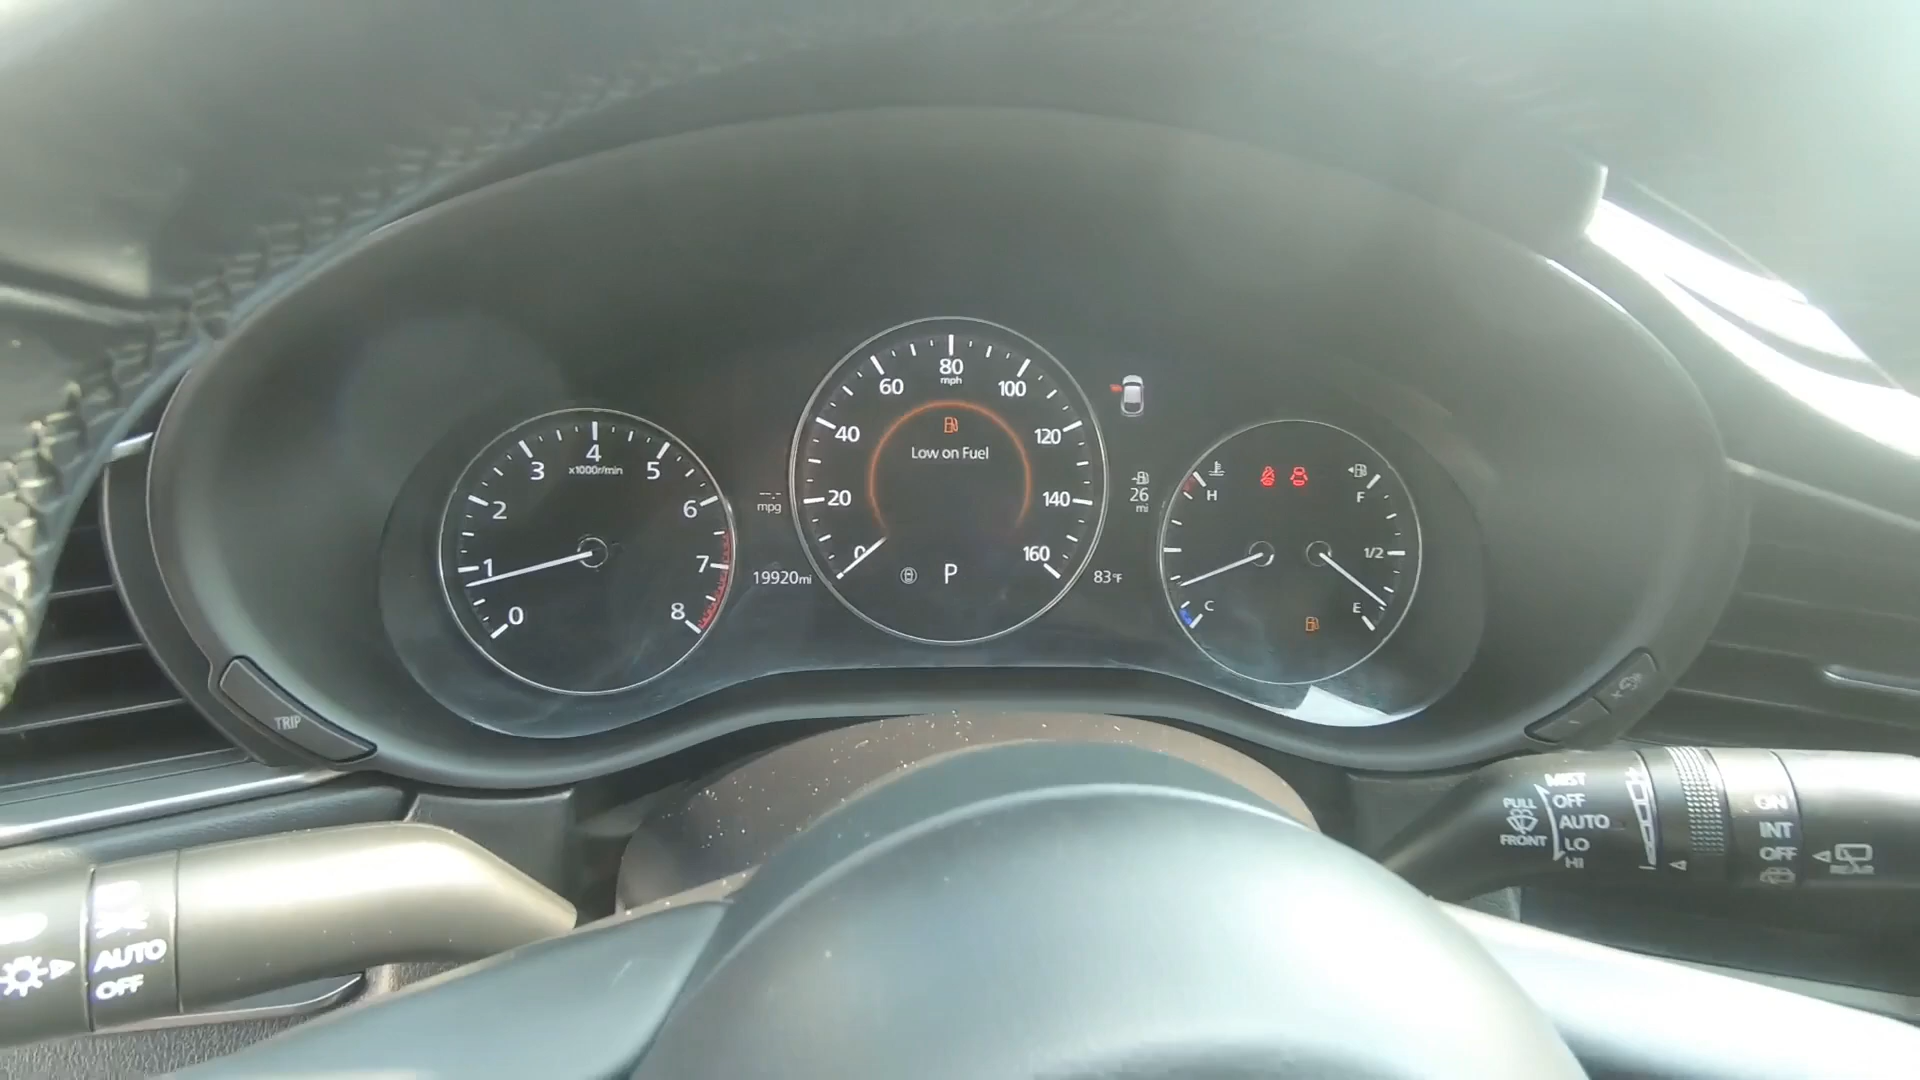 80
mph
60
100
40
120
20
140
0
160
Low on Fuel
P
4
x1000r/min
3
5
2
6
1
7
0
8
--.-
mpg
19920mi
26
mi
83°F
H
F
1/2
C
E
TRIP
AUTO
OFF
MIST
OFF
AUTO
LO
HI
PULL
FRONT
ON
INT
OFF
REAR